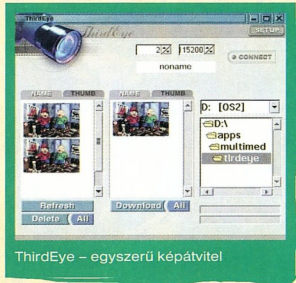 ThirdEye
ThirdEye
SETUP
2 15200
CONNECT
noname
NAME THUMB NAME THUMB
D: [OS2]
D:\
apps
multimed
tirdeye
Refresh
Delete All
Download All
ThirdEye – egyszerű képátvitel